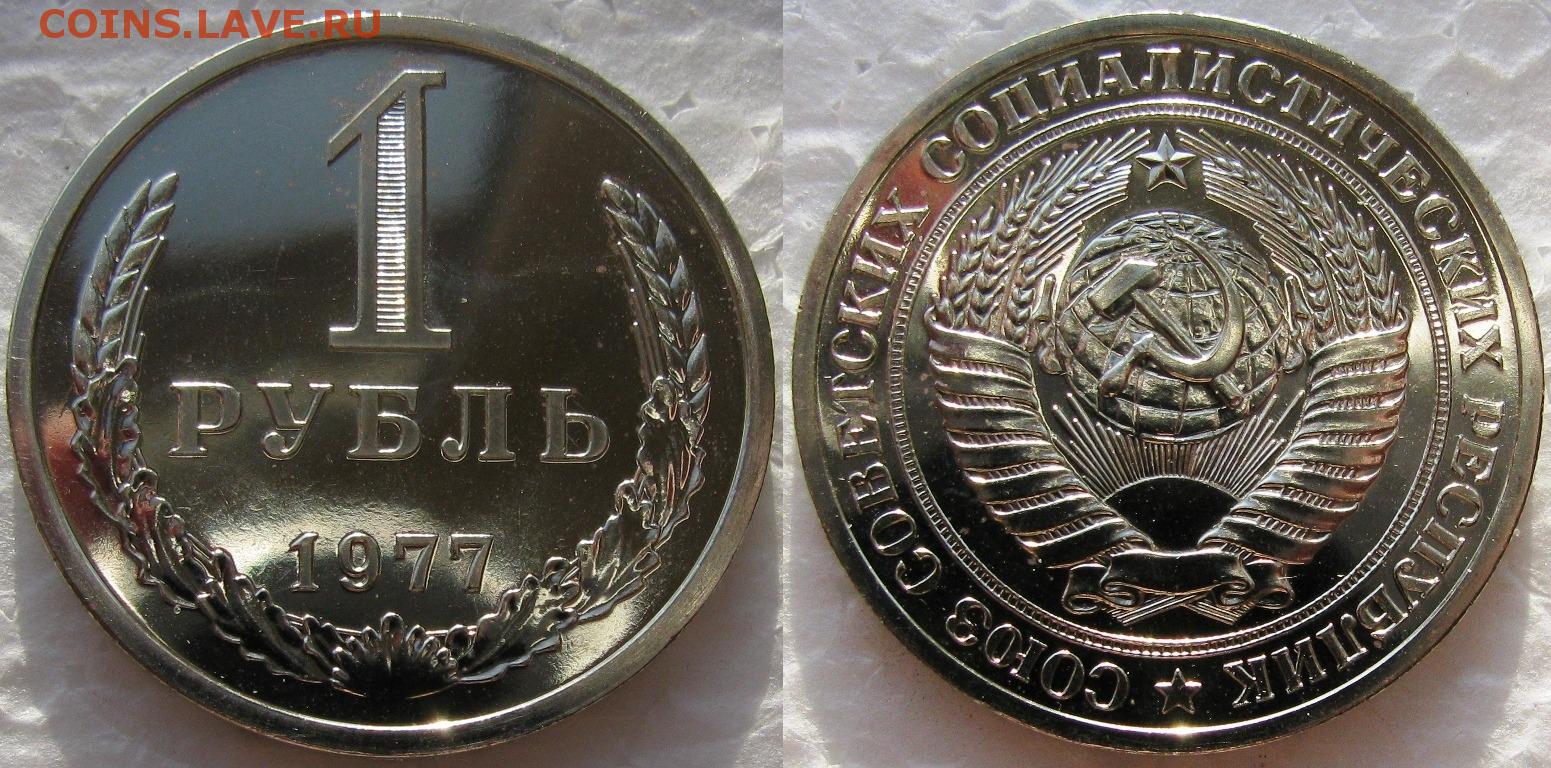 COINS.LAVE.RU
1
РУБЛЬ
1977
СОЮЗ СОВЕТСКИХ СОЦИАЛИСТИЧЕСКИХ РЕСПУБЛИК